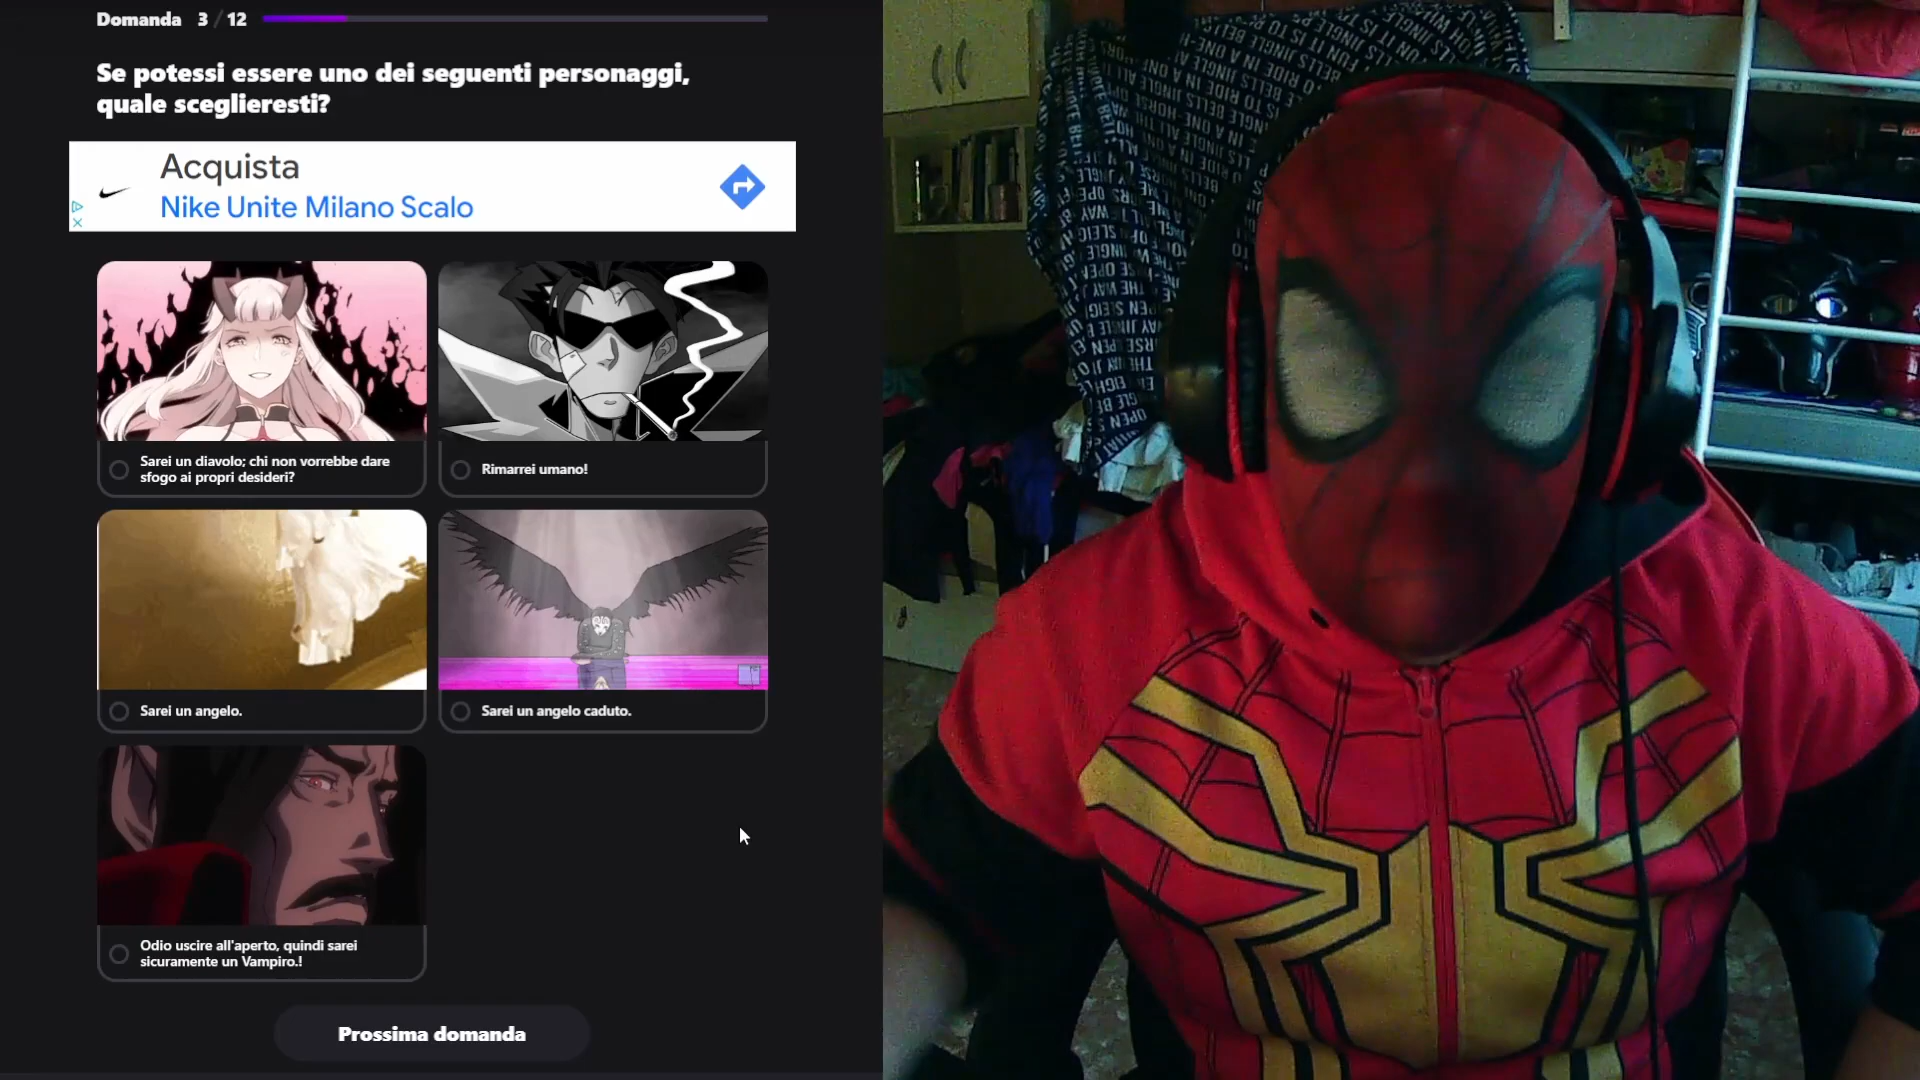 Domanda 3 / 12
Se potessi essere uno dei seguenti personaggi,
quale sceglieresti?
Acquista
Nike Unite Milano Scalo
Sarei un diavolo; chi non vorrebbe dare
sfogo ai propri desideri?
Rimarrei umano!
Sarei un angelo.
Sarei un angelo caduto.
Odio uscire all'aperto, quindi sarei
sicuramente un Vampiro.!
Prossima domanda